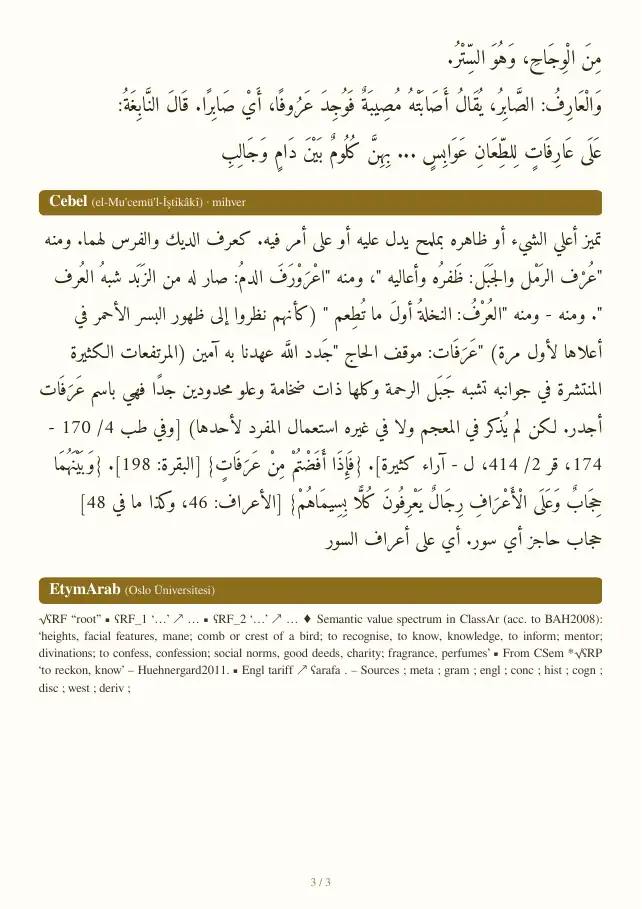 مِنَ الْوِجَاحِ، وَهُوَ السِّتْرُ.
وَالْعَارِفُ: الصَّابِرُ، يُقَالُ أَصَابَتْهُ مُصِيبَةٌ فَوُجِدَ عَرُوفًا، أَيْ صَابِرًا. قَالَ النَّابِغَةُ:
عَلَى عَارِفَاتٍ لِلطِّعَانِ عَوَابِسٍ ... بِهِنَّ كُلُومٌ بَيْنَ دَامٍ وَجَالِبِ
Cebel (el-Mu'cemü'l-İştikâkî) · mihver
تميز أعلي الشيء أو ظاهره بملمح يدل عليه أو على أمر فيه. كعرف الديك والفرس لهما. ومنه
"عُرْف الرَمْل والجَبَل: ظَفرُه وأعاليه "، ومنه "اعْرَوْرَفَ الدمُ: صار له من الزَبَد شبهُ العُرف
". ومنه - ومنه "العُرْفُ: النخلةُ أولَ ما تُطِعم " (كأنهم نظروا إلى ظهور البسر الأحمر في
أعلاها لأول مرة) "عَرَفَات: موقف الحاج "جَدد الله عهدنا به آمين (المرتفعات الكثيرة
المنتشرة في جوانبه تشبه جَبَل الرحمة وكلها ذات ضخامة وعلو محدودين جدًا فهي باسم عَرَفَات
أجدر. لكن لم يُذكر في المعجم ولا في غيره استعمال المفرد لأحدها) [وفي طب 4/ 170 -
174، قر 2/ 414، ل - آراء كثيرة]. {فَإِذَا أَفَضْتُمْ مِنْ عَرَفَاتٍ} [البقرة: 198]. {وَبَيْنَهُمَا
حِجَابٌ وَعَلَى الْأَعْرَافِ رِجَالٌ يَعْرِفُونَ كُلًّا بِسِيمَاهُمْ} [الأعراف: 46، وكذا ما في 48]
حجاب حاجز أي سور. أي على أعراف السور
EtymArab (Oslo Üniversitesi)
√ʕRF “root” ▪ ʕRF_1 ‘…’ ↗ … ▪ ʕRF_2 ‘…’ ↗ … ♦ Semantic value spectrum in ClassAr (acc. to BAH2008):
‘heights, facial features, mane; comb or crest of a bird; to recognise, to know, knowledge, to inform; mentor;
divinations; to confess, confession; social norms, good deeds, charity; fragrance, perfumes’ ▪ From CSem *√ʕRP
‘to reckon, know’ – Huehnergard2011. ▪ Engl tariff ↗ ʕarafa . – Sources ; meta ; gram ; engl ; conc ; hist ; cogn ;
disc ; west ; deriv ;
3 / 3